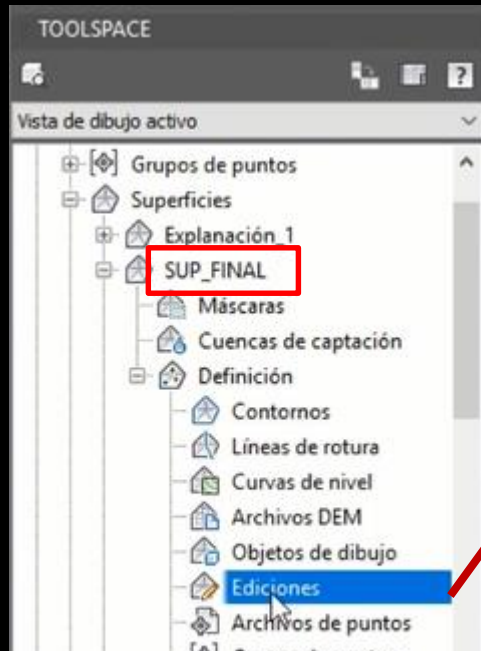 TOOLSPACE
?
Vista de dibujo activo
Grupos de puntos
Superficies
Explanación_1
SUP_FINAL
Máscaras
Cuencas de captación
Definición
Contornos
Líneas de rotura
Curvas de nivel
Archivos DEM
Objetos de dibujo
Ediciones
Archivos de puntos